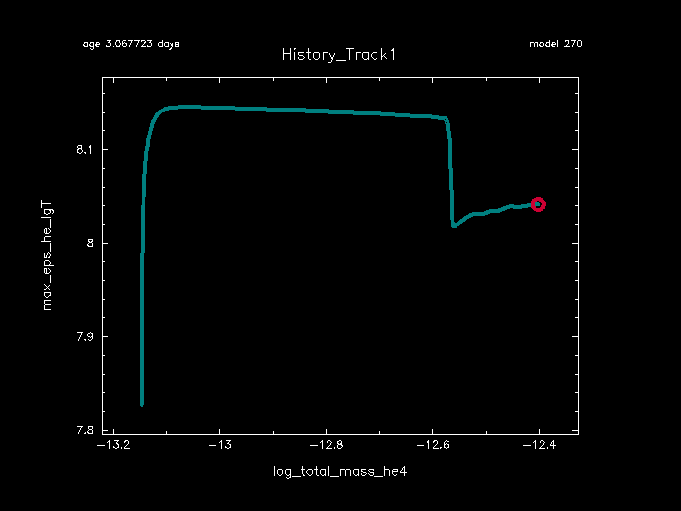 age 3.067723 days
model 270
History_Track1
8.1
8
7.9
7.8
max_eps_he_lgT
−13.2
−13
−12.8
−12.6
−12.4
log_total_mass_he4